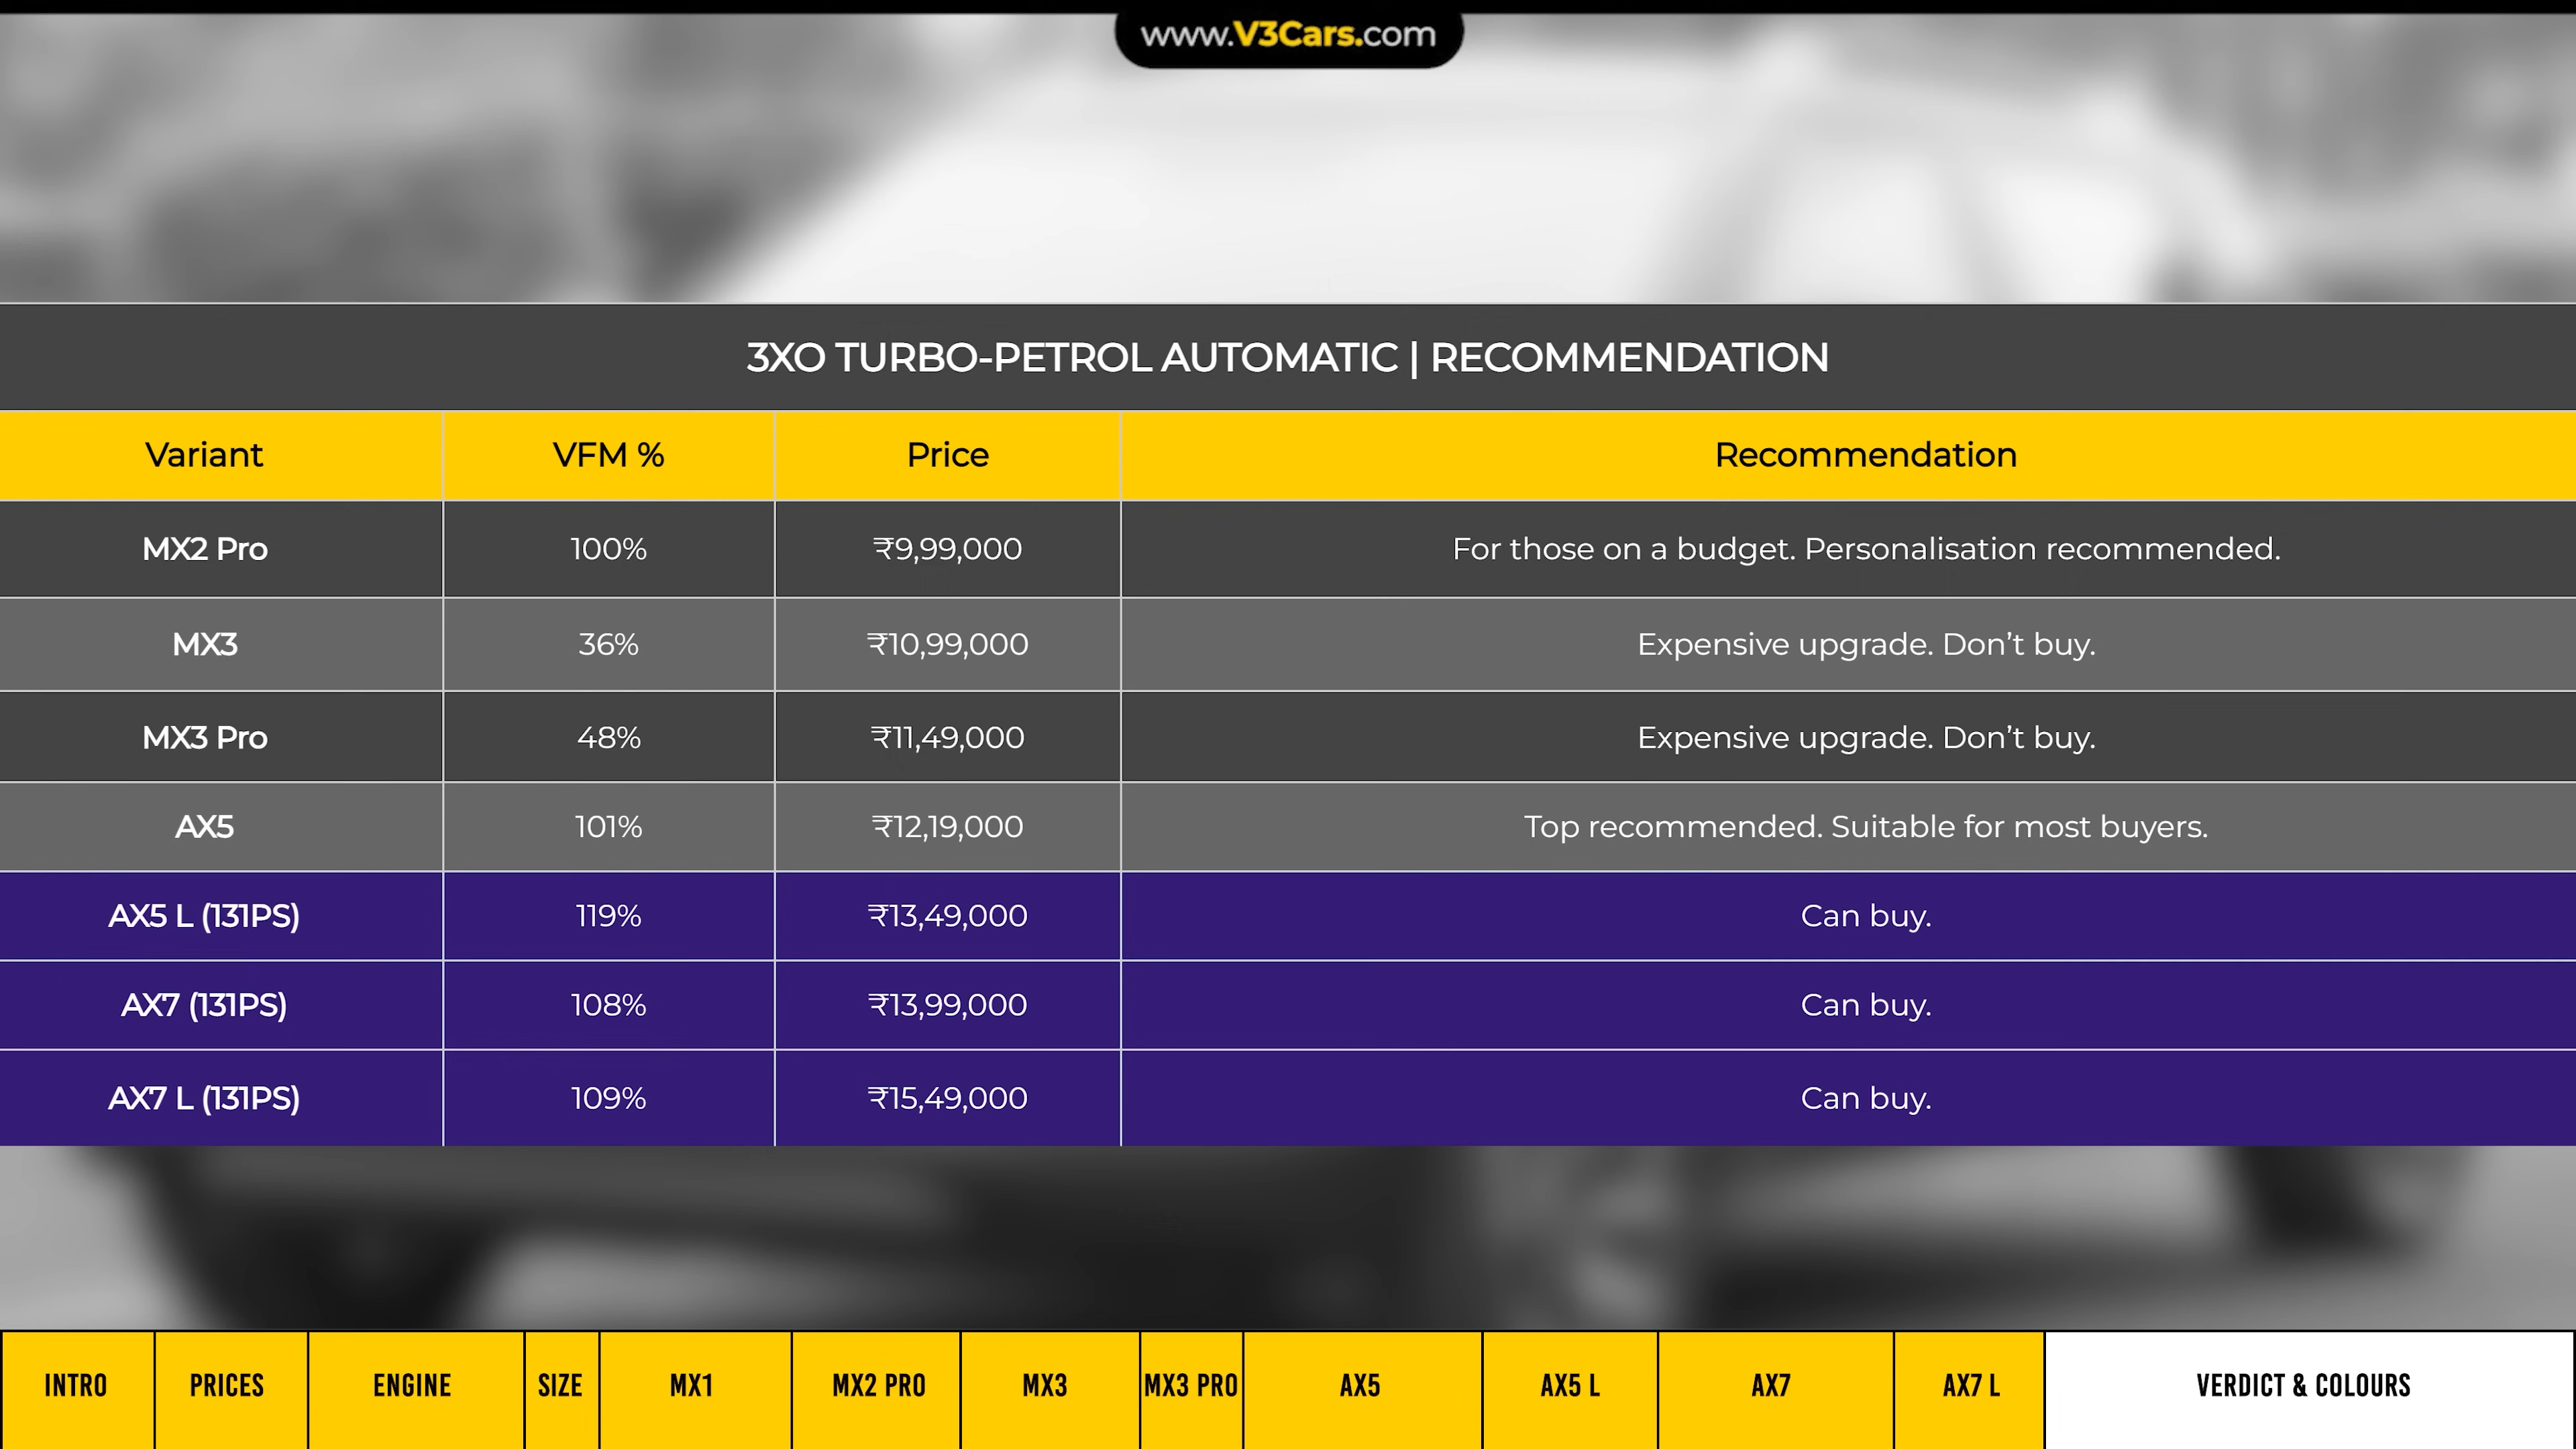 www.V3Cars.com
3XO TURBO-PETROL AUTOMATIC | RECOMMENDATION
Variant VFM % Price Recommendation
MX2 Pro 100% ₹9,99,000 For those on a budget. Personalisation recommended.
MX3 36% ₹10,99,000 Expensive upgrade. Don’t buy.
MX3 Pro 48% ₹11,49,000 Expensive upgrade. Don’t buy.
AX5 101% ₹12,19,000 Top recommended. Suitable for most buyers.
AX5 L (131PS) 119% ₹13,49,000 Can buy.
AX7 (131PS) 108% ₹13,99,000 Can buy.
AX7 L (131PS) 109% ₹15,49,000 Can buy.
INTRO PRICES ENGINE SIZE MX1 MX2 PRO MX3 MX3 PRO AX5 AX5 L AX7 AX7 L VERDICT & COLOURS